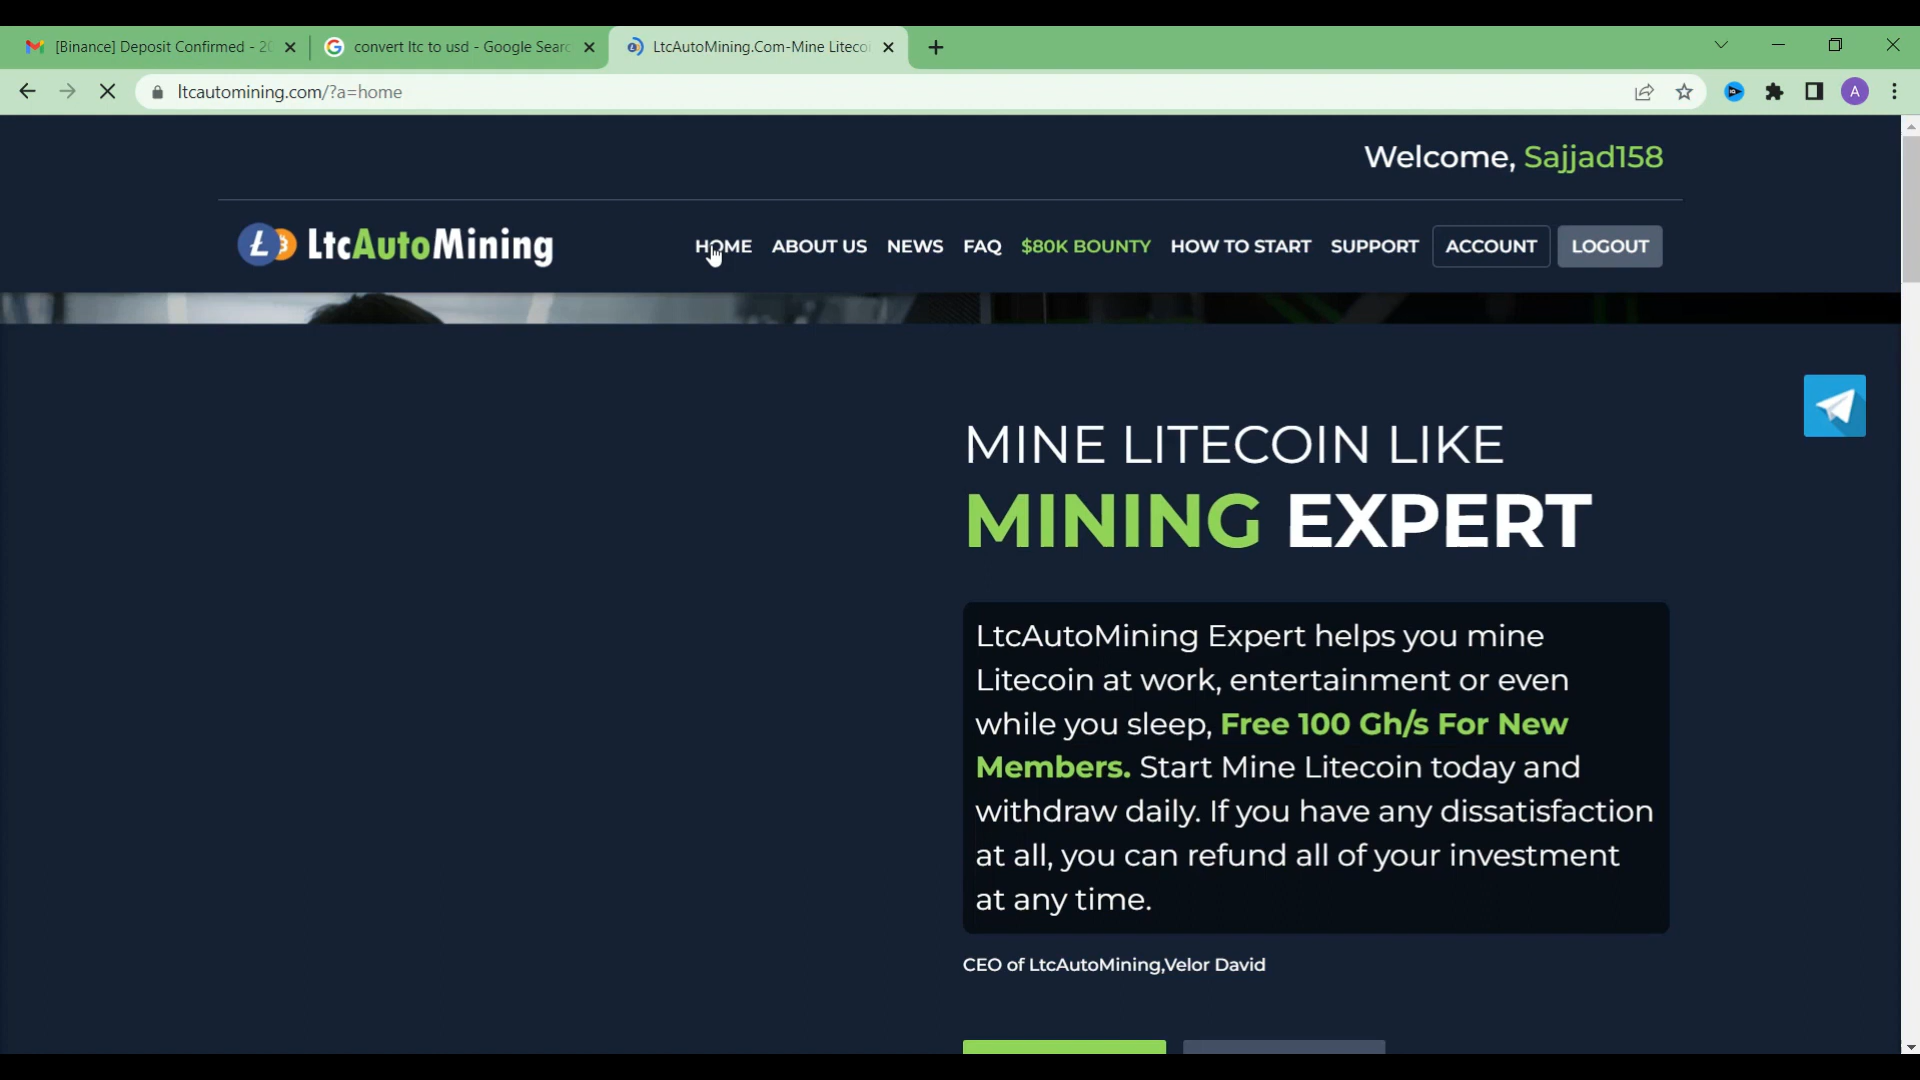 [Binance] Deposit Confirmed - 20
convert ltc to usd - Google Searc
LtcAutoMining.Com-Mine Liteco
ltcautomining.com/?a=home
A
Welcome, Sajjad158
LtcAutoMining
HOME
ABOUT US
NEWS
FAQ
$80K BOUNTY
HOW TO START
SUPPORT
ACCOUNT
LOGOUT
MINE LITECOIN LIKE
MINING EXPERT
LtcAutoMining Expert helps you mine
Litecoin at work, entertainment or even
while you sleep, Free 100 Gh/s For New
Members. Start Mine Litecoin today and
withdraw daily. If you have any dissatisfaction
at all, you can refund all of your investment
at any time.
CEO of LtcAutoMining,Velor David